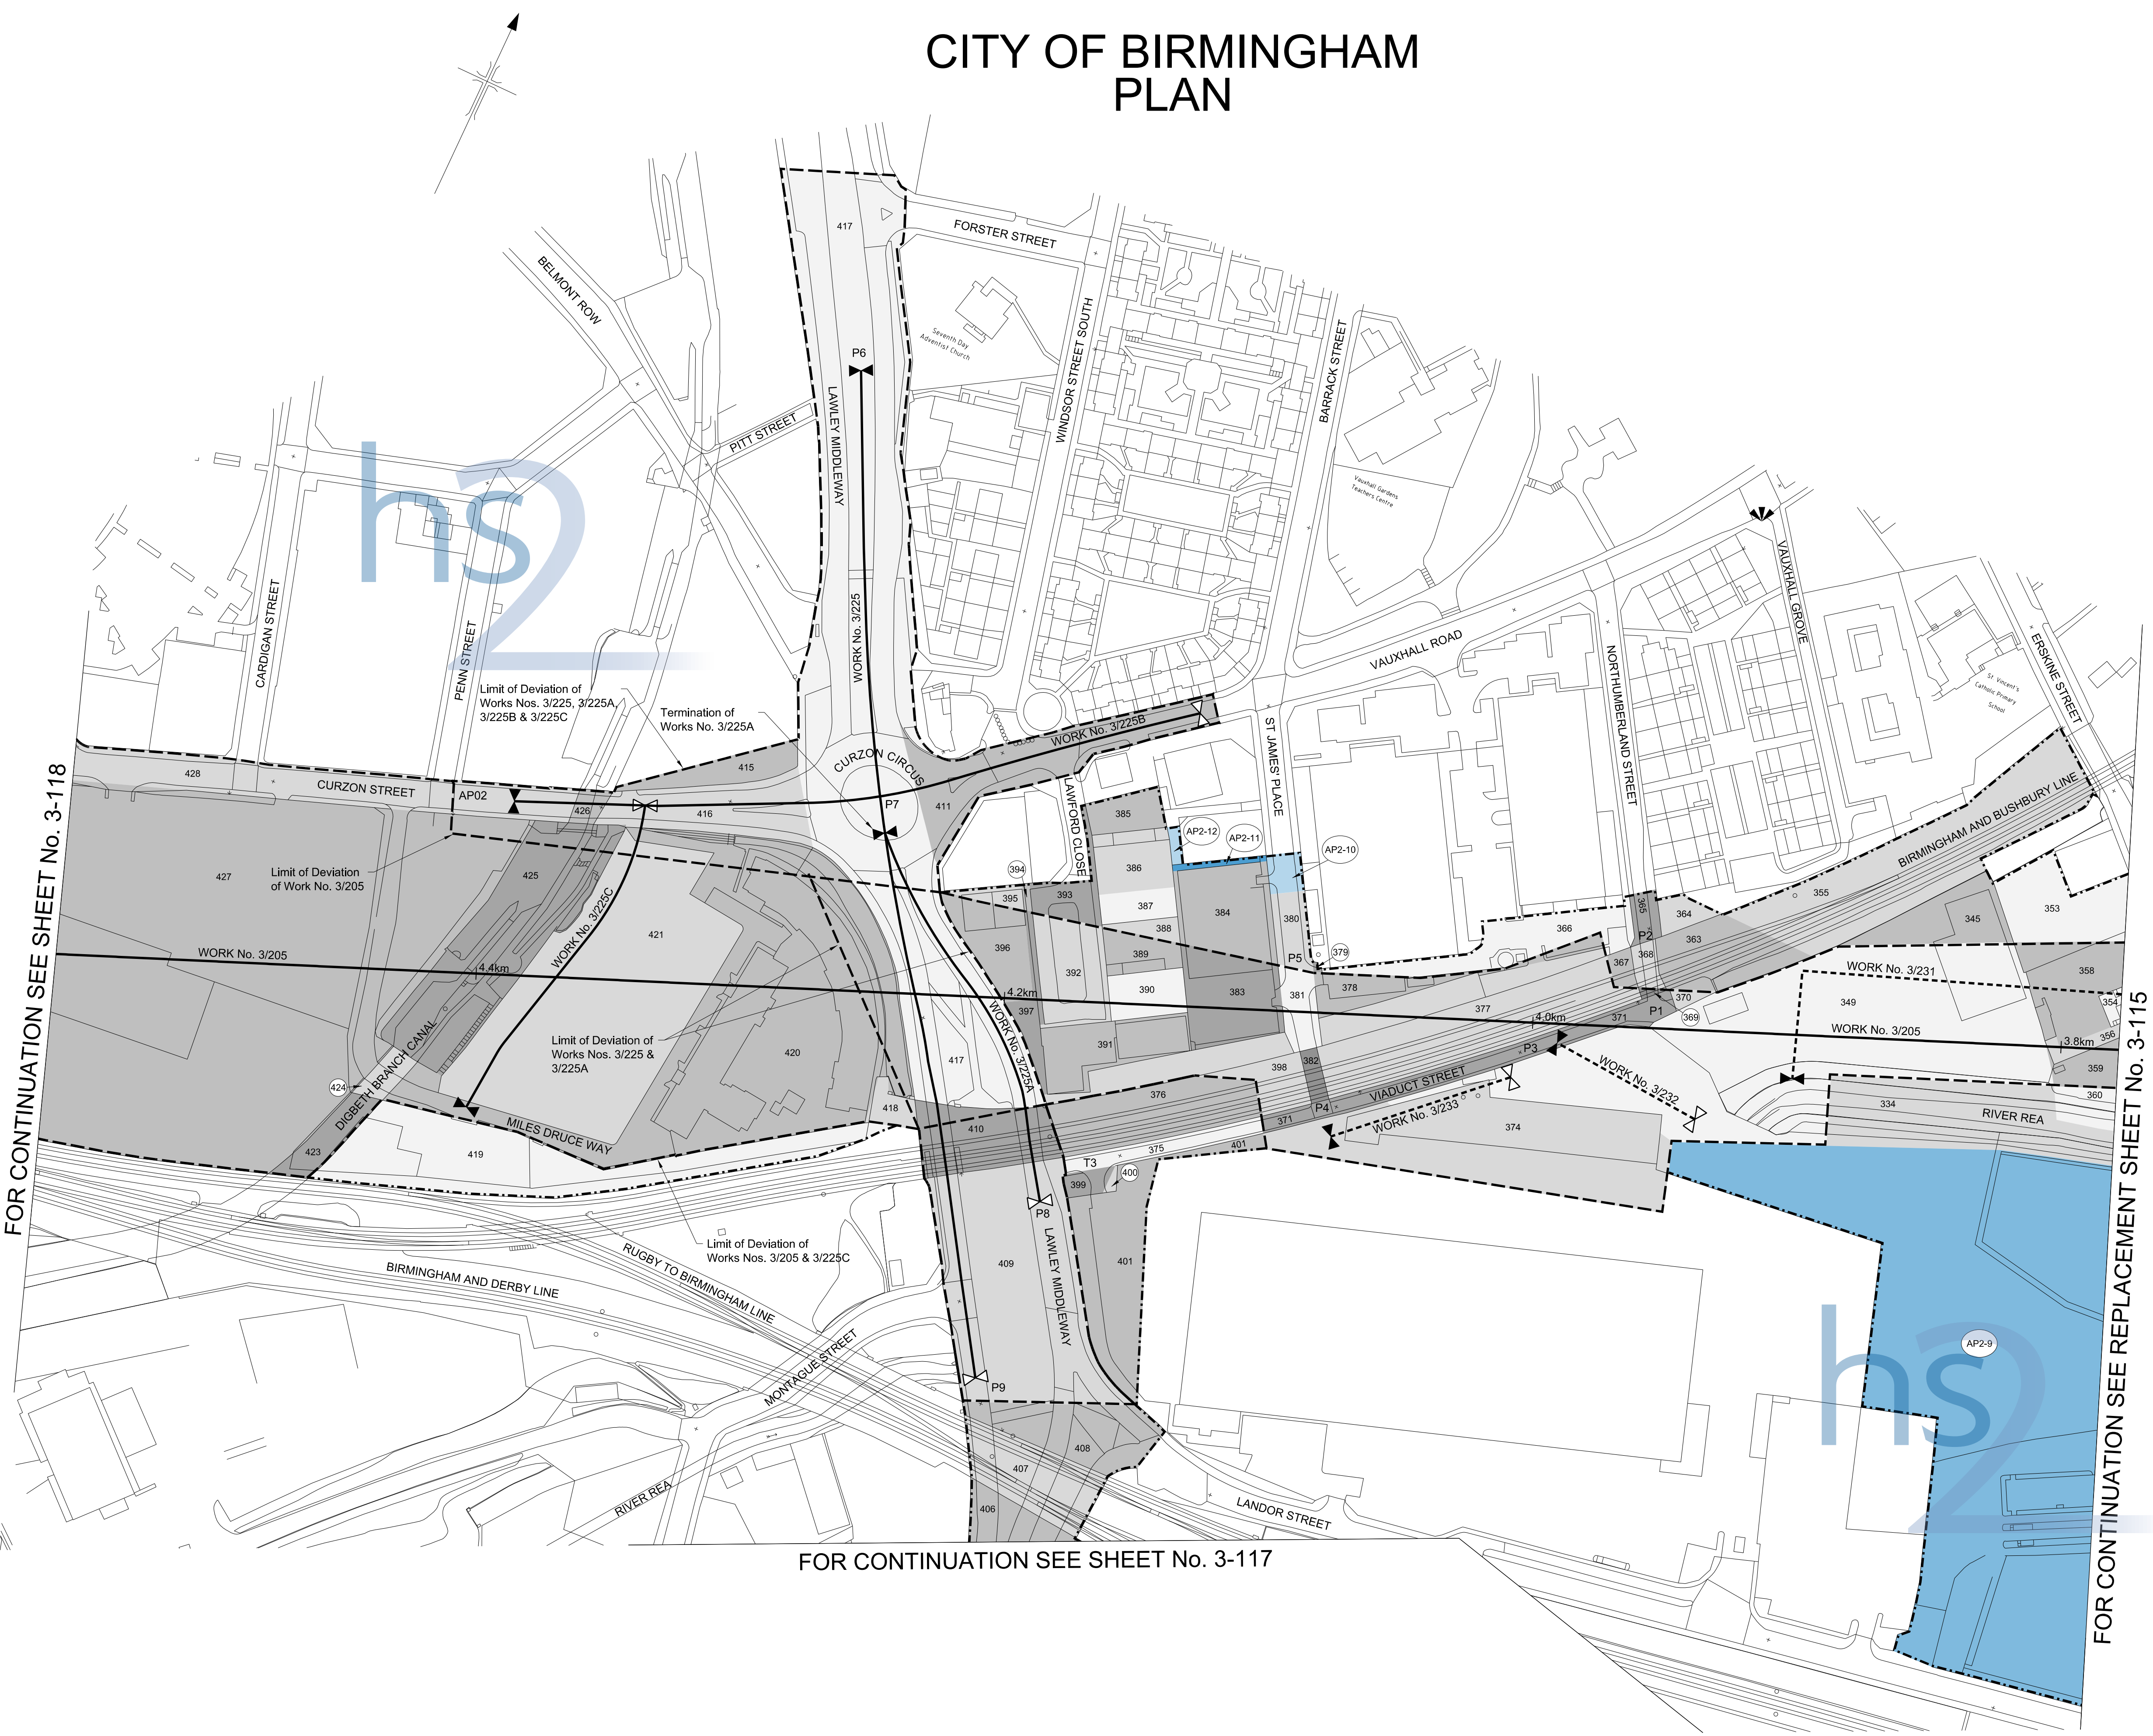 CITY OF BIRMINGHAM
PLAN
417
FORSTER STREET
BELMONT ROW
Seventh Day
Adventist Church
P6
WINDSOR STREET SOUTH
BARRACK STREET
LAWLEY MIDDLEWAY
PITT STREET
hs2
Vauxhall Gardens
Teachers Centre
VAUXHALL GROVE
CARDIGAN STREET
PENN STREET
WORK No. 3/225
VAUXHALL ROAD
NORTHUMBERLAND STREET
ERSKINE STREET
St Vincent's
Catholic Primary
School
Limit of Deviation of
Works Nos. 3/225, 3/225A,
3/225B & 3/225C
Termination of
Works No. 3/225A
WORK No. 3/225B
ST JAMES' PLACE
CURZON CIRCUS
415
428
CURZON STREET
AP02
426
416
P7
411
LAWFORD CLOSE
385
AP2-12
AP2-11
AP2-10
BIRMINGHAM AND BUSHBURY LINE
FOR CONTINUATION SEE SHEET No. 3-118
427
Limit of Deviation
of Work No. 3/205
425
WORK No. 3/225C
421
394
395
393
386
387
388
384
380
365
364
355
353
345
366
363
P2
367
368
396
389
392
390
383
P5
379
381
378
WORK No. 3/205
4.4km
4.2km
397
WORK No. 3/225A
377
4.0km
370
P1
369
371
WORK No. 3/231
358
349
354
WORK No. 3/205
356
3.8km
359
360
DIGBETH BRANCH CANAL
424
Limit of Deviation of
Works Nos. 3/225 &
3/225A
420
417
391
398
382
P3
WORK No. 3/232
VIADUCT STREET
376
418
410
P4
371
WORK No. 3/233
374
334
RIVER REA
MILES DRUCE WAY
423
419
375
401
T3
400
399
P8
Limit of Deviation of
Works Nos. 3/205 & 3/225C
BIRMINGHAM AND DERBY LINE
RUGBY TO BIRMINGHAM LINE
409
LAWLEY MIDDLEWAY
401
MONTAGUE STREET
P9
AP2-9
hs2
408
407
406
RIVER REA
LANDOR STREET
FOR CONTINUATION SEE SHEET No. 3-117
FOR CONTINUATION SEE REPLACEMENT SHEET No. 3-115